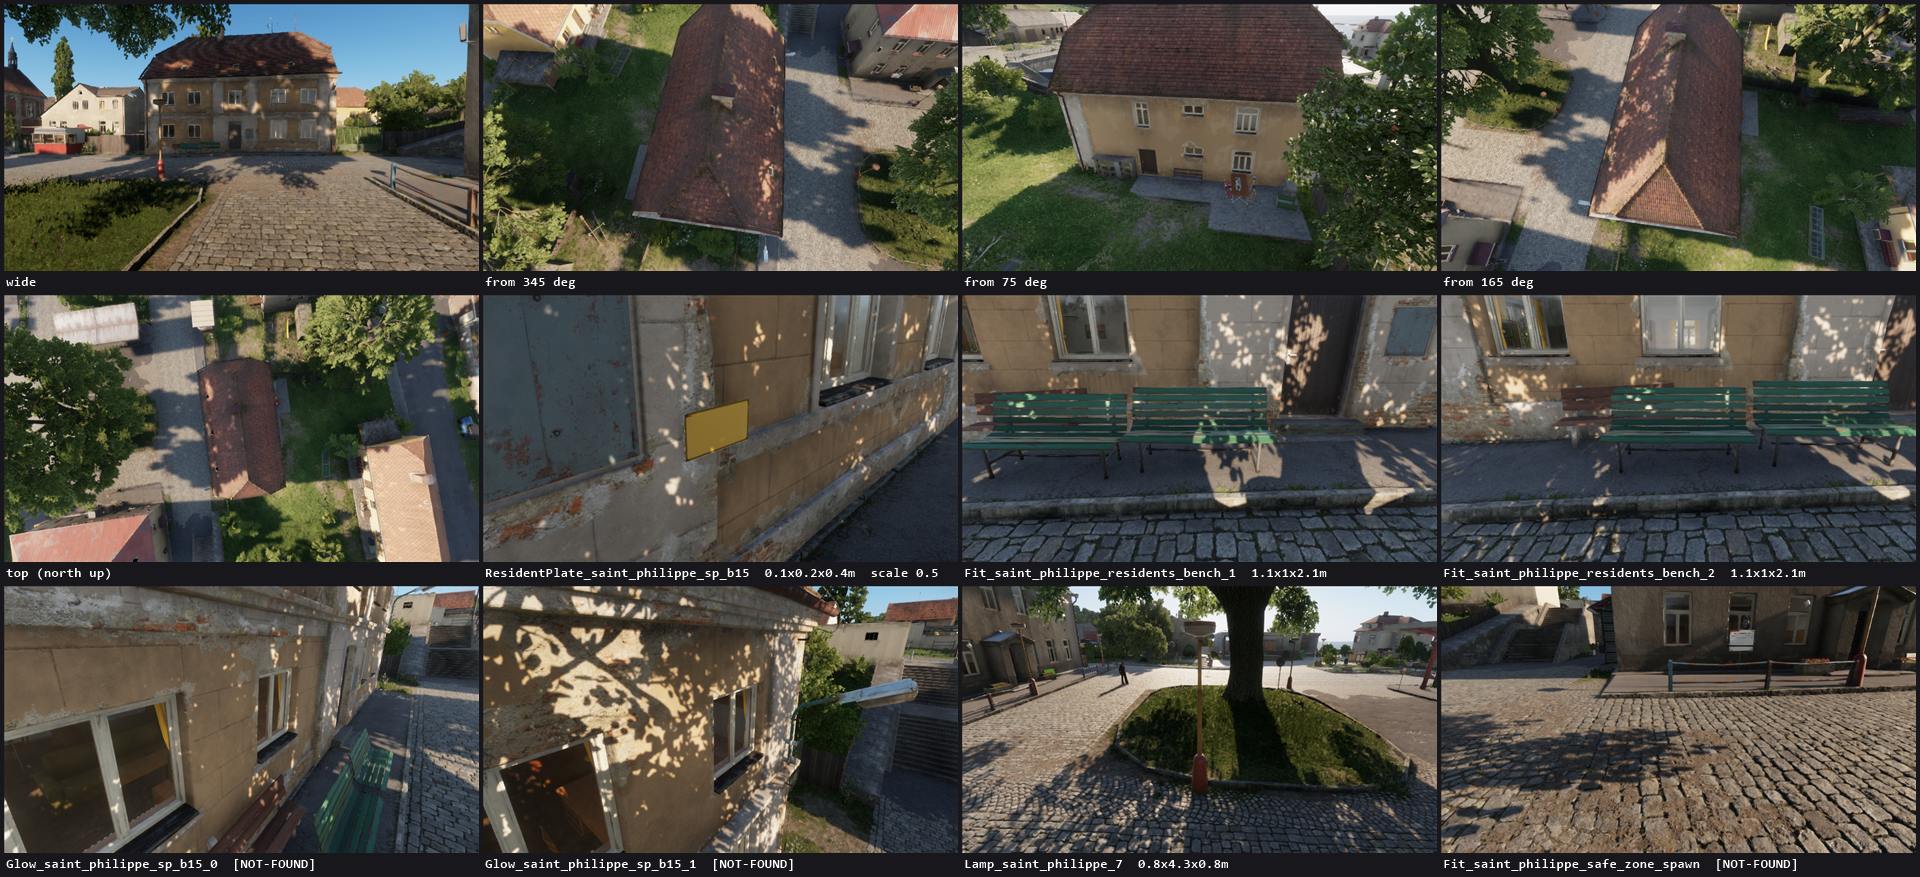 wide
from 345 deg
from 75 deg
from 165 deg
top (north up)
ResidentPlate_saint_philippe_sp_b15  0.1x0.2x0.4m  scale 0.5
Fit_saint_philippe_residents_bench_1  1.1x1x2.1m
Fit_saint_philippe_residents_bench_2  1.1x1x2.1m
Glow_saint_philippe_sp_b15_0  [NOT-FOUND]
Glow_saint_philippe_sp_b15_1  [NOT-FOUND]
Lamp_saint_philippe_7  0.8x4.3x0.8m
Fit_saint_philippe_safe_zone_spawn  [NOT-FOUND]